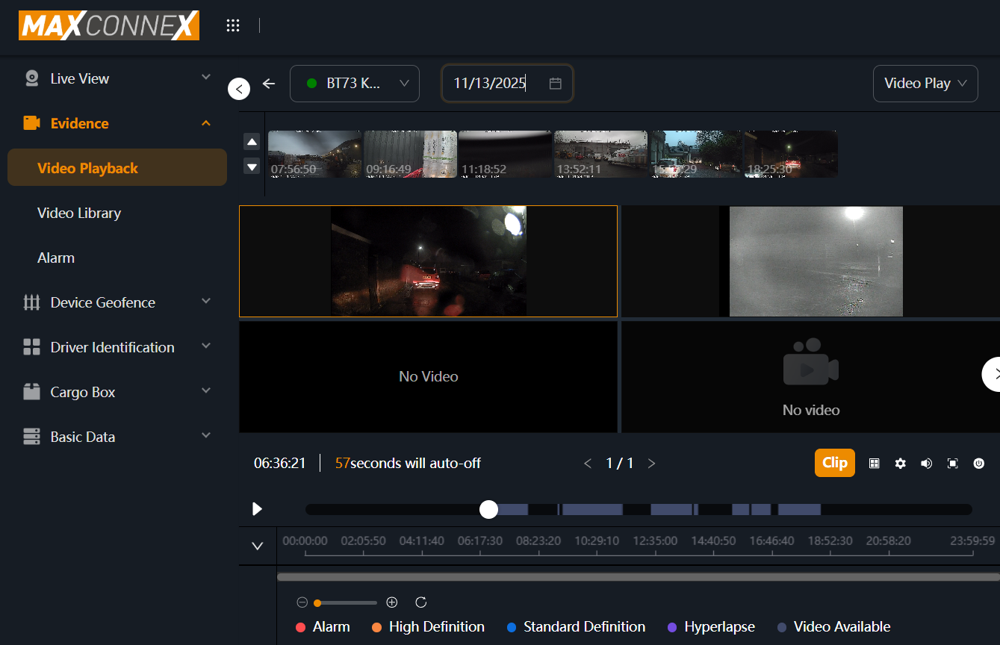 MAXCONNEX
Live View
BT73 K...
11/13/2025
Video Play
Evidence
Video Playback
07:56:50
09:16:49
11:18:52
13:52:11
18:25:30
Video Library
Alarm
Device Geofence
Driver Identification
Cargo Box
Basic Data
No Video
No video
06:36:21
57seconds will auto-off
1 / 1
Clip
00:00:00 02:05:50 04:11:40 06:17:30 08:23:20 10:29:10 12:35:00 14:40:50 16:46:40 18:52:30 20:58:20 23:59:59
Alarm High Definition Standard Definition Hyperlapse Video Available